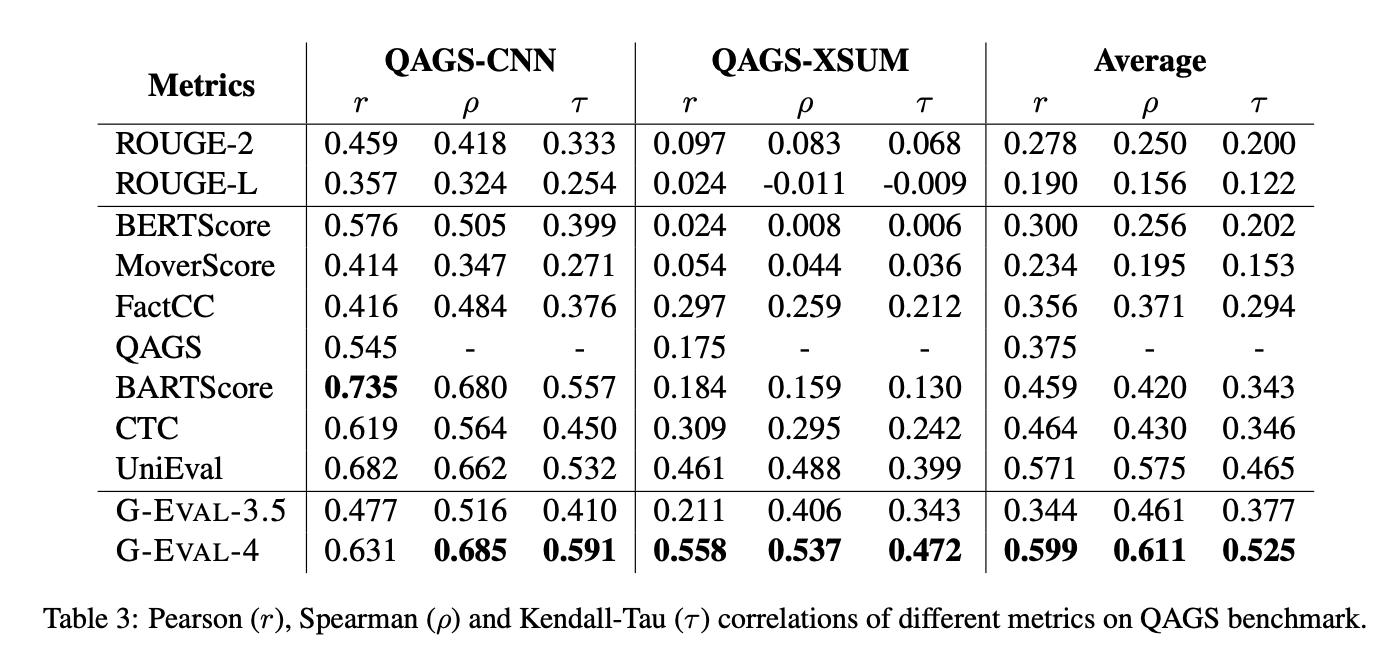 Metrics QAGS-CNN QAGS-XSUM Average
r ρ τ r ρ τ r ρ τ
ROUGE-2 0.459 0.418 0.333 0.097 0.083 0.068 0.278 0.250 0.200
ROUGE-L 0.357 0.324 0.254 0.024 -0.011 -0.009 0.190 0.156 0.122
BERTScore 0.576 0.505 0.399 0.024 0.008 0.006 0.300 0.256 0.202
MoverScore 0.414 0.347 0.271 0.054 0.044 0.036 0.234 0.195 0.153
FactCC 0.416 0.484 0.376 0.297 0.259 0.212 0.356 0.371 0.294
QAGS 0.545 - - 0.175 - - 0.375 - -
BARTScore 0.735 0.680 0.557 0.184 0.159 0.130 0.459 0.420 0.343
CTC 0.619 0.564 0.450 0.309 0.295 0.242 0.464 0.430 0.346
UniEval 0.682 0.662 0.532 0.461 0.488 0.399 0.571 0.575 0.465
G-EVAL-3.5 0.477 0.516 0.410 0.211 0.406 0.343 0.344 0.461 0.377
G-EVAL-4 0.631 0.685 0.591 0.558 0.537 0.472 0.599 0.611 0.525
Table 3: Pearson (r), Spearman (ρ) and Kendall-Tau (τ) correlations of different metrics on QAGS benchmark.